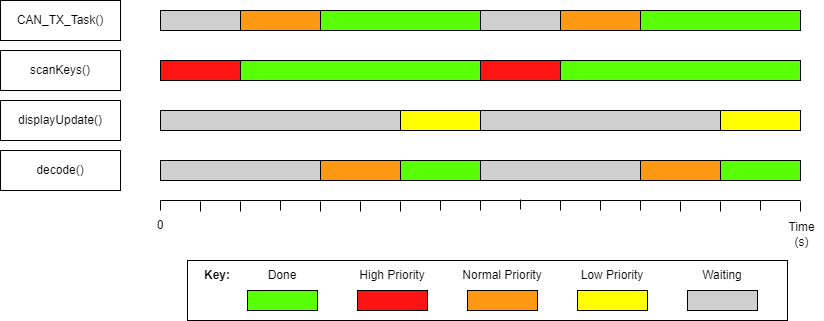 CAN_TX_Task()
scanKeys()
displayUpdate()
decode()
0
Time
(s)
Key: Done High Priority Normal Priority Low Priority Waiting